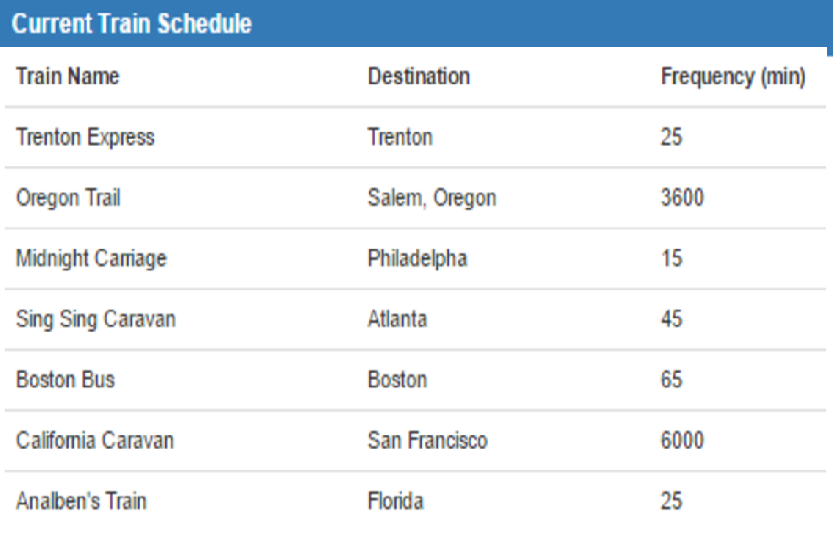 Current Train Schedule
Train Name Destination Frequency (min)
Trenton Express Trenton 25
Oregon Trail Salem, Oregon 3600
Midnight Carriage Philadelpha 15
Sing Sing Caravan Atlanta 45
Boston Bus Boston 65
California Caravan San Francisco 6000
Analben's Train Florida 25